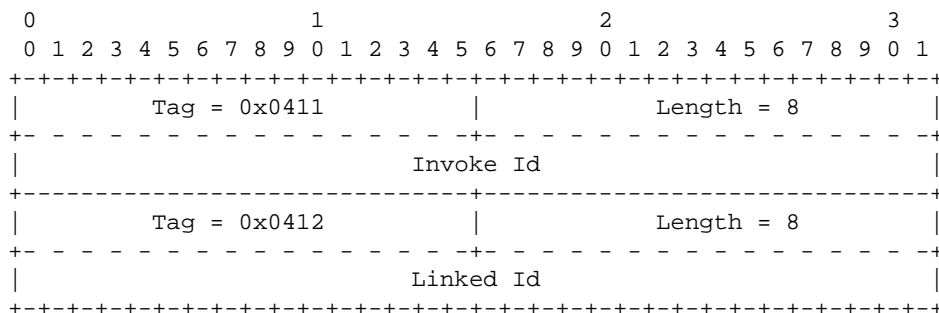 0                   1                   2                   3
0 1 2 3 4 5 6 7 8 9 0 1 2 3 4 5 6 7 8 9 0 1 2 3 4 5 6 7 8 9 0 1
+-+-+-+-+-+-+-+-+-+-+-+-+-+-+-+-+-+-+-+-+-+-+-+-+-+-+-+-+-+-+-+-+
|         Tag = 0x0411          |            Length = 8         |
+- - - - - - - - - - - - - - - -+- - - - - - - - - - - - - - - -+
|                           Invoke Id                           |
+-------------------------------+-------------------------------+
|         Tag = 0x0412          |            Length = 8         |
+- - - - - - - - - - - - - - - -+- - - - - - - - - - - - - - - -+
|                           Linked Id                           |
+-+-+-+-+-+-+-+-+-+-+-+-+-+-+-+-+-+-+-+-+-+-+-+-+-+-+-+-+-+-+-+-+